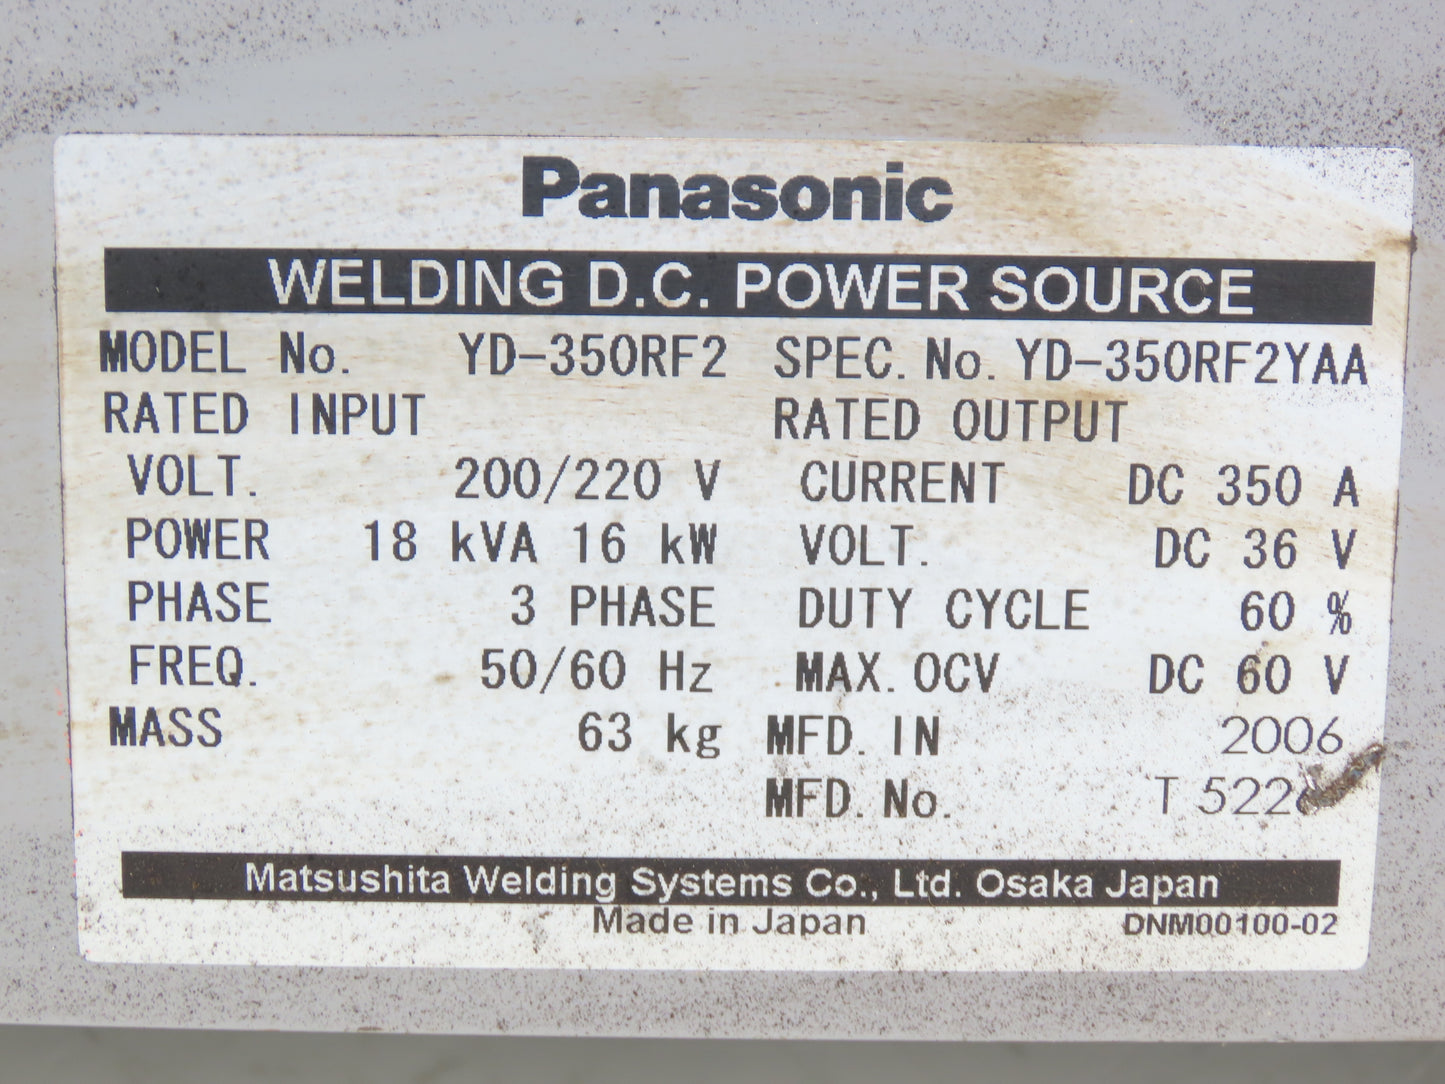 Panasonic
WELDING D.C. POWER SOURCE
MODEL No. YD-350RF2 SPEC. No. YD-350RF2YAA
RATED INPUT RATED OUTPUT
VOLT. 200/220 V CURRENT DC 350 A
POWER 18 kVA 16 kW VOLT. DC 36 V
PHASE 3 PHASE DUTY CYCLE 60 %
FREQ. 50/60 Hz MAX. OCV DC 60 V
MASS 63 kg MFD. IN 2006
MFD. No. T
Matsushita Welding Systems Co., Ltd. Osaka Japan
Made in Japan DNM00100-02